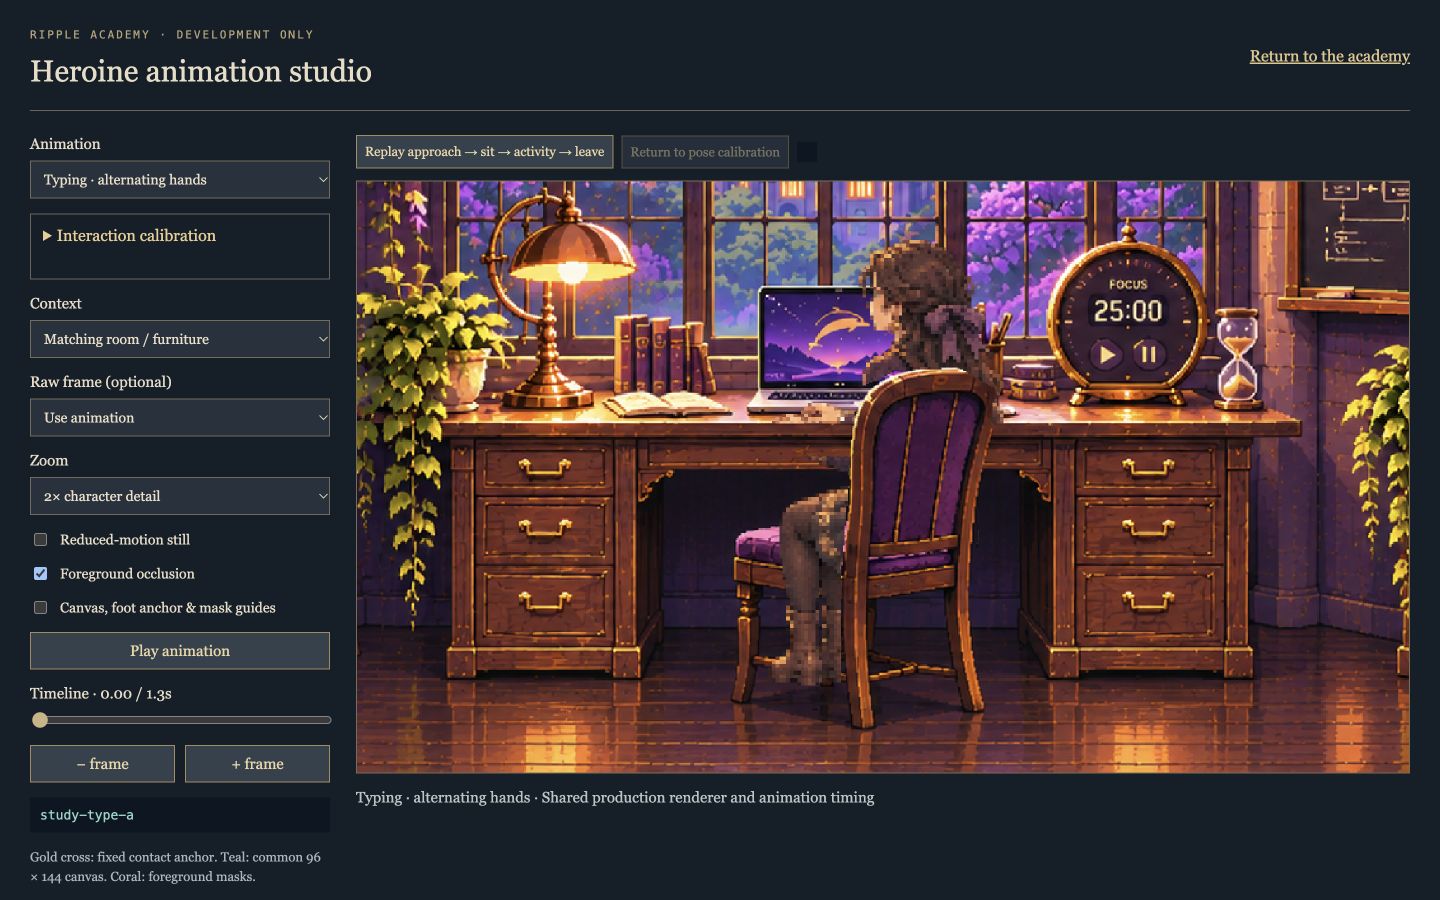 RIPPLE ACADEMY · DEVELOPMENT ONLY
Heroine animation studio
Return to the academy
Animation
Typing · alternating hands
Interaction calibration
Context
Matching room / furniture
Raw frame (optional)
Use animation
Zoom
2× character detail
Reduced-motion still
Foreground occlusion
Canvas, foot anchor & mask guides
Play animation
Timeline · 0.00 / 1.3s
− frame
+ frame
study-type-a
Gold cross: fixed contact anchor. Teal: common 96
× 144 canvas. Coral: foreground masks.
Replay approach → sit → activity → leave
Return to pose calibration
FOCUS
25:00
Typing · alternating hands · Shared production renderer and animation timing